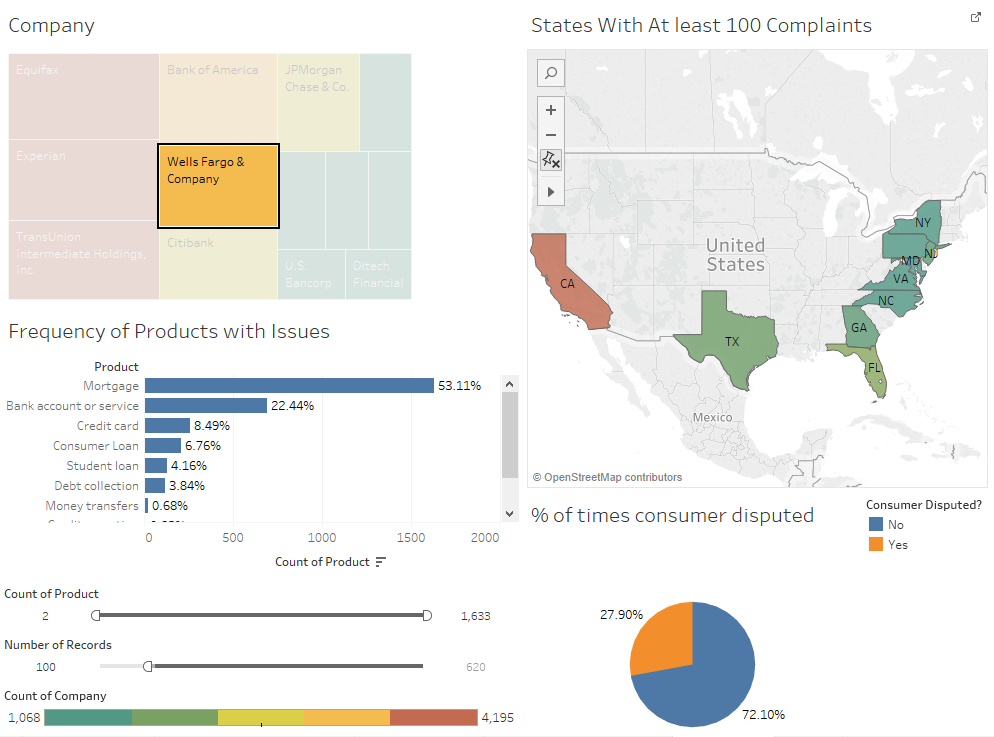 Company
States With At least 100 Complaints
Equifax
Bank of America
JPMorgan
Chase & Co.
Experian
Wells Fargo &
Company
TransUnion
Intermediate Holdings,
Inc.
Citibank
U.S.
Bancorp
Ditech
Financial
NY
NJ
MD
VA
NC
GA
FL
TX
CA
United
States
Mexico
© OpenStreetMap contributors
Frequency of Products with Issues
Product
Mortgage 53.11%
Bank account or service 22.44%
Credit card 8.49%
Consumer Loan 6.76%
Student loan 4.16%
Debt collection 3.84%
Money transfers 0.68%
0 500 1000 1500 2000
Count of Product
% of times consumer disputed
Consumer Disputed?
No
Yes
27.90%
72.10%
Count of Product
2 1,633
Number of Records
100 620
Count of Company
1,068 4,195